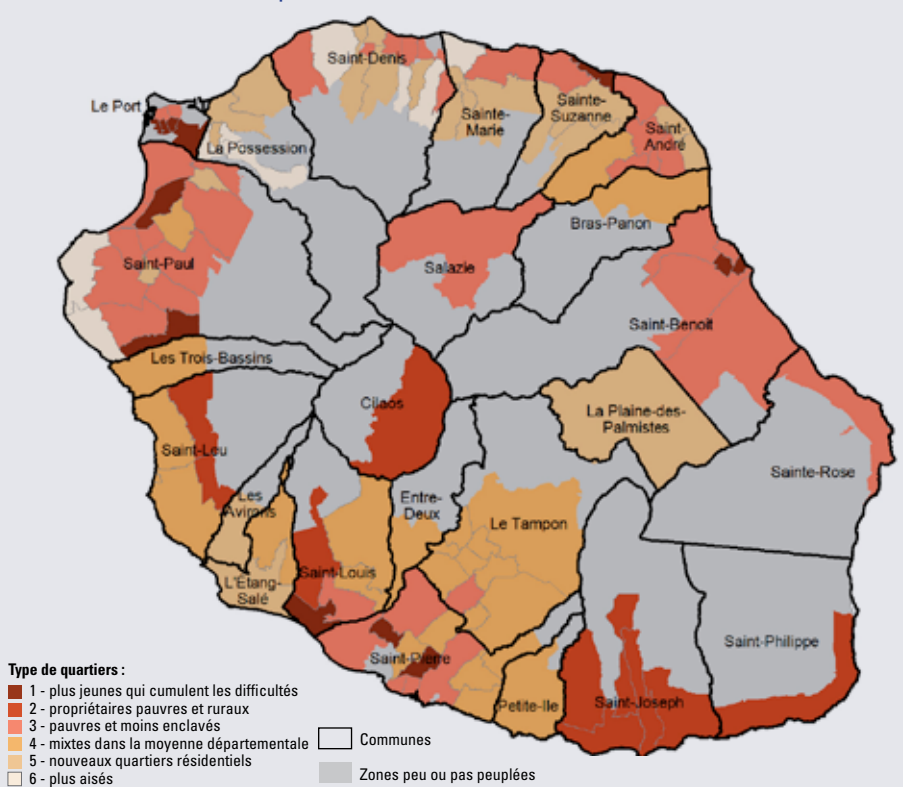 Saint-Denis
Le Port
Sainte-
Marie
Sainte-
Suzanne
Saint-
André
La Possession
Bras-Panon
Saint-Paul
Salazie
Saint-Benoit
Les Trois-Bassins
Cilaos
La Plaine-des-
Palmistes
Saint-Leu
Sainte-Rose
Les
Avirons
Entre-
Deux
Le Tampon
L'Étang-
Salé
Saint-Louis
Saint-Philippe
Saint-Pierre
Petite-Ile
Saint-Joseph
Type de quartiers :
1 - plus jeunes qui cumulent les difficultés
2 - propriétaires pauvres et ruraux
3 - pauvres et moins enclavés
4 - mixtes dans la moyenne départementale
5 - nouveaux quartiers résidentiels
6 - plus aisés
Communes
Zones peu ou pas peuplées